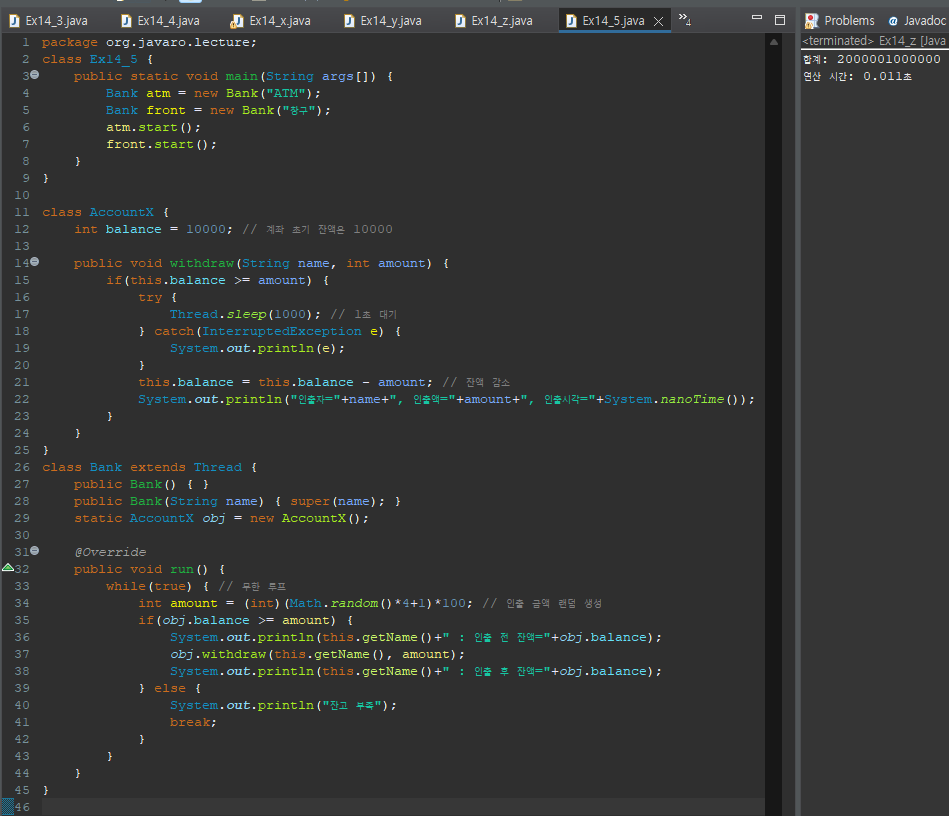 Ex14_3.java Ex14_4.java Ex14_x.java Ex14_y.java Ex14_z.java Ex14_5.java »4 Problems @ Javadoc
<terminated> Ex14_z [Java
합계: 2000001000000
연산 시간: 0.011초
1 package org.javaro.lecture;
2 class Ex14_5 {
3 public static void main(String args[]) {
4 Bank atm = new Bank("ATM");
5 Bank front = new Bank("창구");
6 atm.start();
7 front.start();
8 }
9 }
10
11 class AccountX {
12 int balance = 10000; // 계좌 초기 잔액은 10000
13
14 public void withdraw(String name, int amount) {
15 if(this.balance >= amount) {
16 try {
17 Thread.sleep(1000); // 1초 대기
18 } catch(InterruptedException e) {
19 System.out.println(e);
20 }
21 this.balance = this.balance - amount; // 잔액 감소
22 System.out.println("인출자="+name+", 인출액="+amount+", 인출시각="+System.nanoTime());
23 }
24 }
25 }
26 class Bank extends Thread {
27 public Bank() { }
28 public Bank(String name) { super(name); }
29 static AccountX obj = new AccountX();
30
31 @Override
32 public void run() {
33 while(true) { // 무한 루프
34 int amount = (int)(Math.random()*4+1)*100; // 인출 금액 랜덤 생성
35 if(obj.balance >= amount) {
36 System.out.println(this.getName()+" : 인출 전 잔액="+obj.balance);
37 obj.withdraw(this.getName(), amount);
38 System.out.println(this.getName()+" : 인출 후 잔액="+obj.balance);
39 } else {
40 System.out.println("잔고 부족");
41 break;
42 }
43 }
44 }
45 }
46